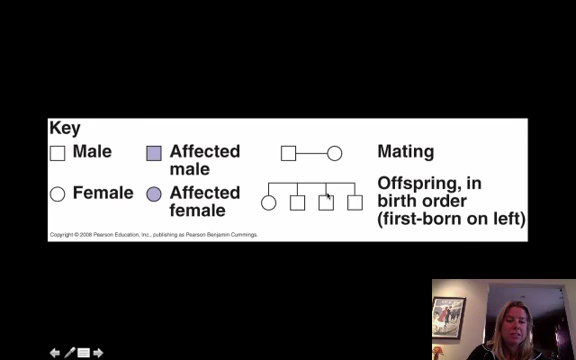 Key
Male
Affected
male
Mating
Female
Affected
female
Offspring, in
birth order
(first-born on left)
Copyright © 2008 Pearson Education, Inc., publishing as Pearson Benjamin Cummings.